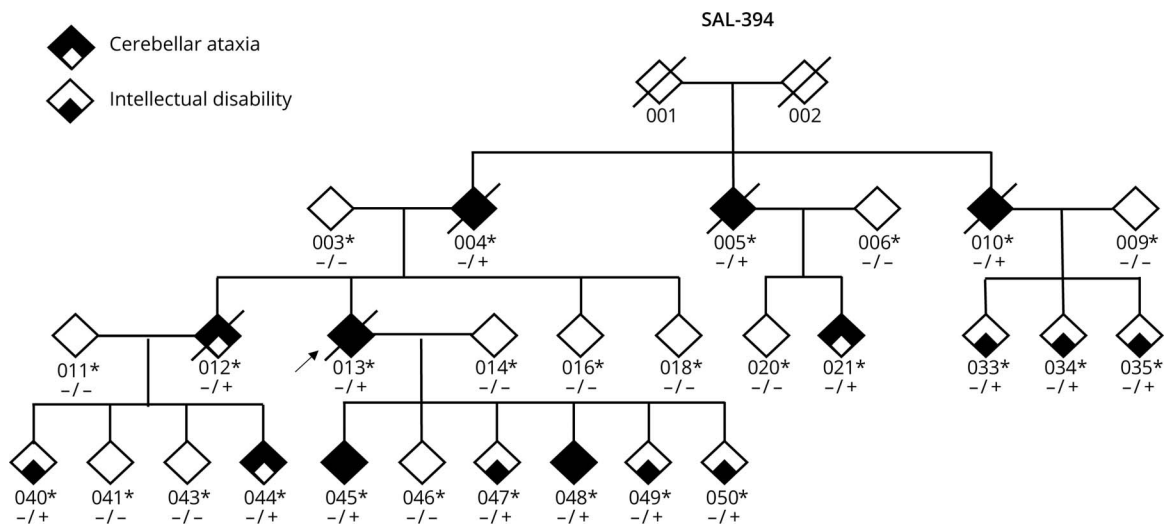 SAL-394
Cerebellar ataxia
Intellectual disability
001 002
003* 004* 005* 006* 010* 009*
–/– –/+ –/+ –/– –/+ –/–
011* 012* 013* 014* 016* 018* 020* 021* 033* 034* 035*
–/– –/+ –/+ –/– –/– –/– –/– –/+ –/+ –/+ –/+
040* 041* 043* 044* 045* 046* 047* 048* 049* 050*
–/+ –/– –/– –/+ –/+ –/– –/+ –/+ –/+ –/+